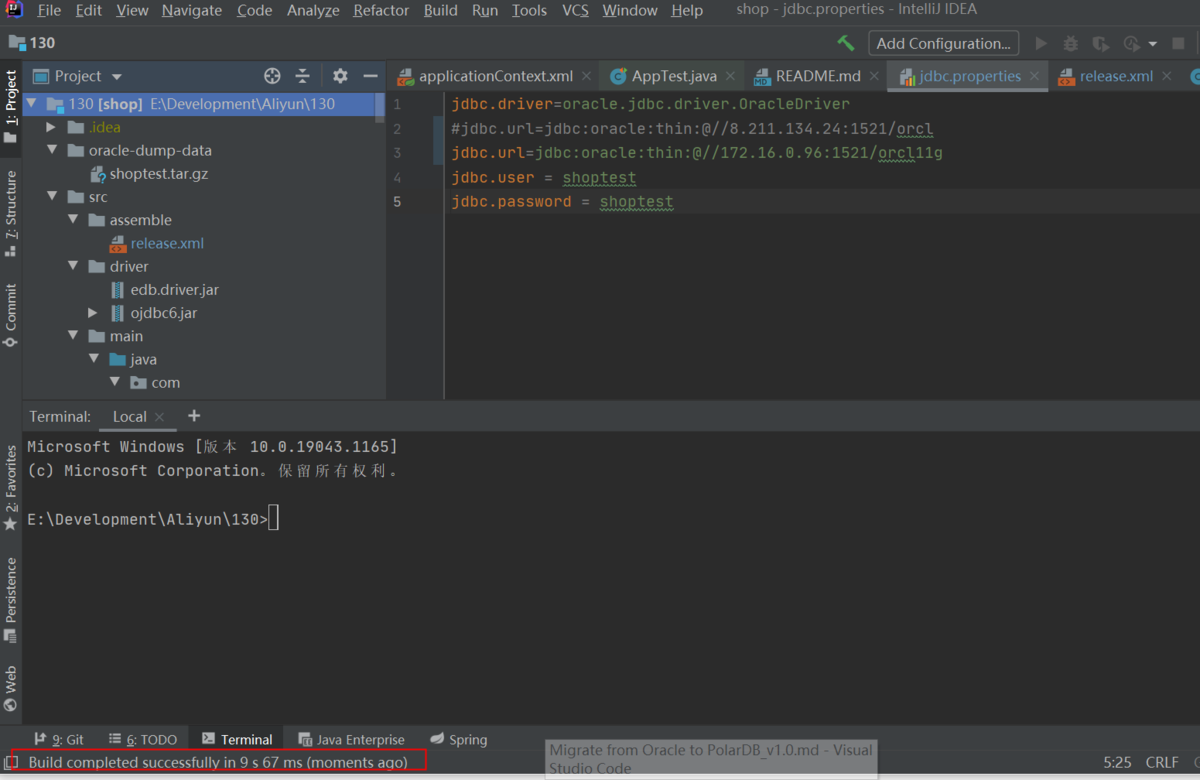 File Edit View Navigate Code Analyze Refactor Build Run Tools VCS Window Help shop - jdbc.properties - IntelliJ IDEA
130 Add Configuration...
Project applicationContext.xml AppTest.java README.md jdbc.properties release.xml
130 [shop] E:\Development\Aliyun\130
.idea
oracle-dump-data
shoptest.tar.gz
src
assemble
release.xml
driver
edb.driver.jar
ojdbc6.jar
main
java
com
1 jdbc.driver=oracle.jdbc.driver.OracleDriver
2 #jdbc.url=jdbc:oracle:thin:@//8.211.134.24:1521/orcl
3 jdbc.url=jdbc:oracle:thin:@//172.16.0.96:1521/orcl11g
4 jdbc.user = shoptest
5 jdbc.password = shoptest
1: Project
7: Structure
Commit
2: Favorites
Persistence
Web
Terminal: Local +
Microsoft Windows [版本 10.0.19043.1165]
(c) Microsoft Corporation。保留所有权利。
E:\Development\Aliyun\130>
9: Git 6: TODO Terminal Java Enterprise Spring
Build completed successfully in 9 s 67 ms (moments ago)
Migrate from Oracle to PolarDB_v1.0.md - Visual
Studio Code
5:25 CRLF